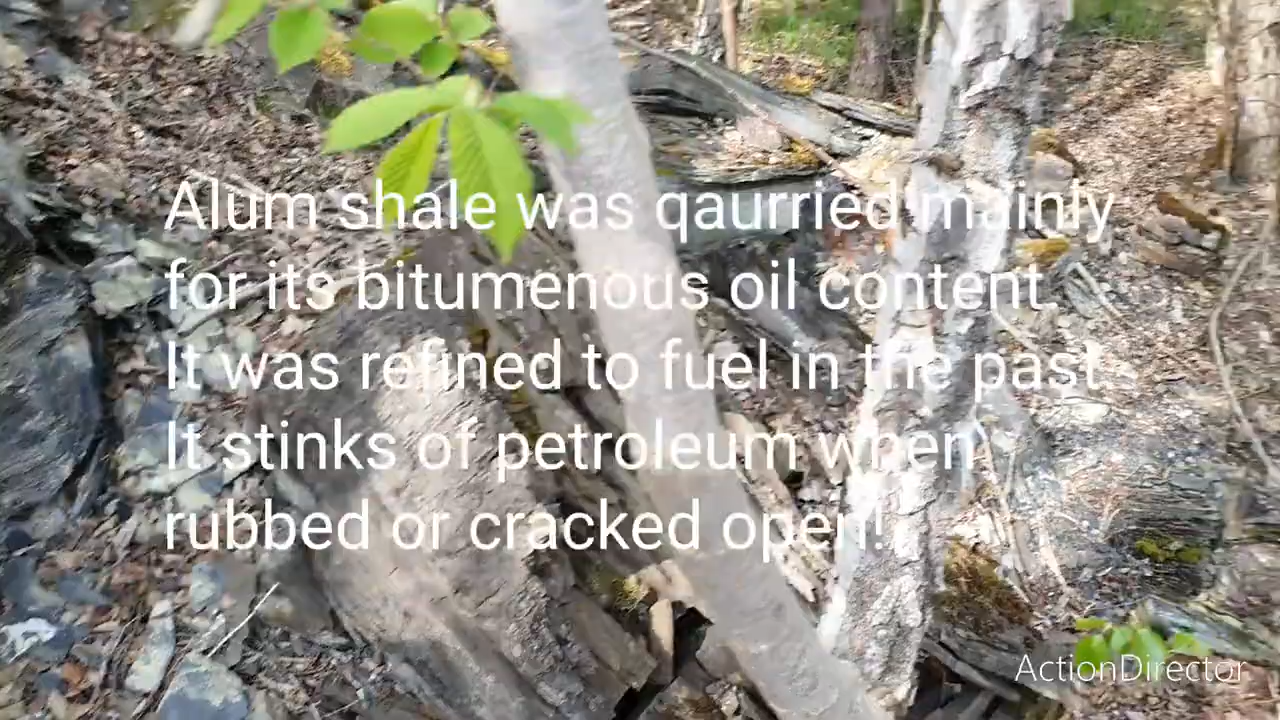 Alum shale was qaurried mainly
for its bitumenous oil content.
It was refined to fuel in the past.
It stinks of petroleum when
rubbed or cracked open!
ActionDirector